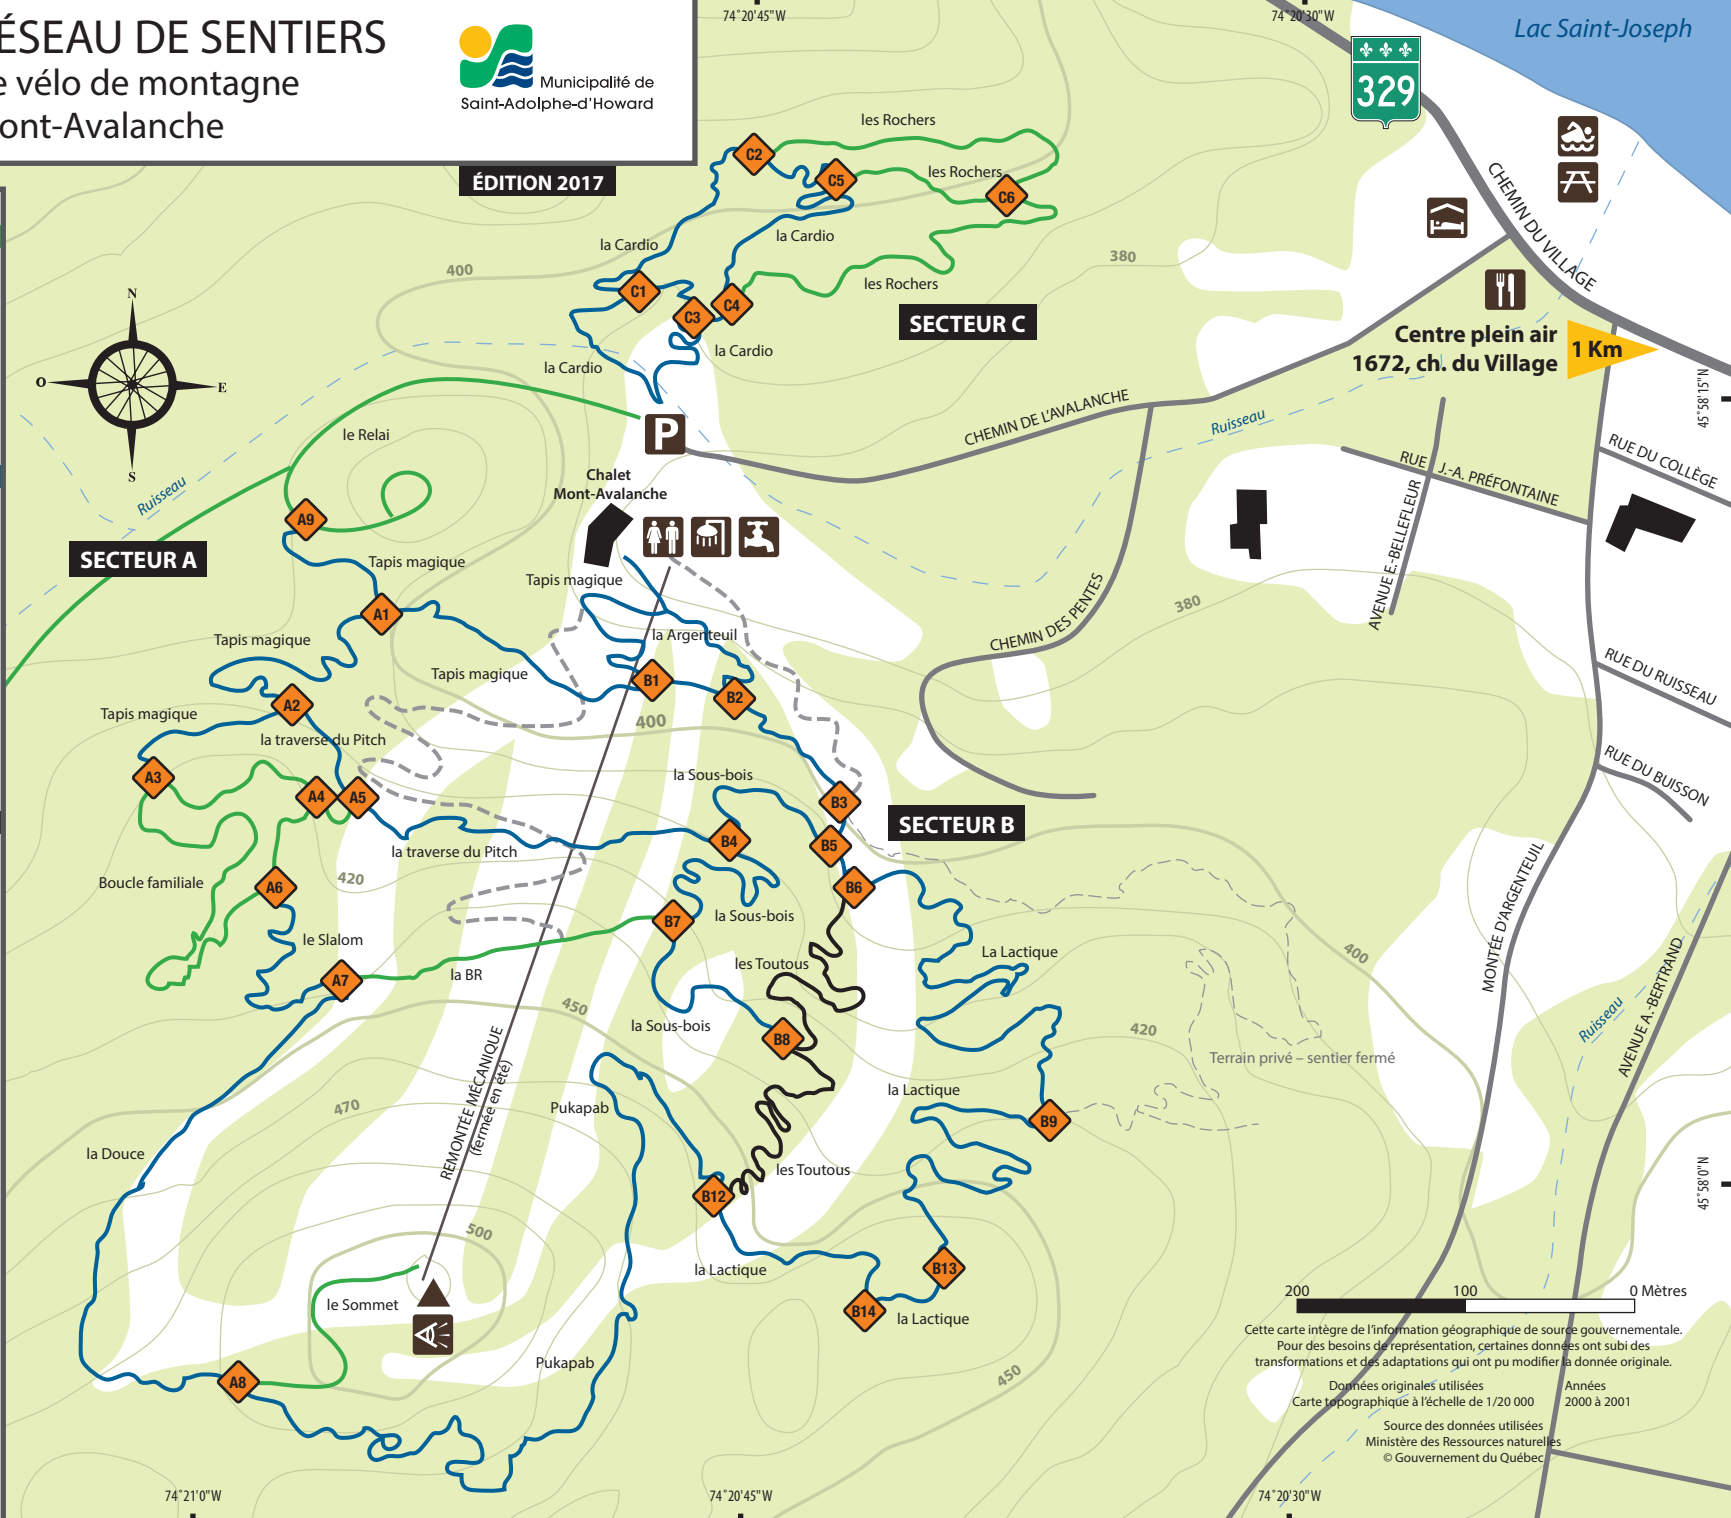 ÉSEAU DE SENTIERS
e vélo de montagne
ont-Avalanche
Municipalité de
Saint-Adolphe-d'Howard
ÉDITION 2017
74°20'45"W
74°20'30"W
Lac Saint-Joseph
329
CHEMIN DU VILLAGE
les Rochers
C2
C5
les Rochers
C6
la Cardio
la Cardio
400
380
C1
C4
C3
les Rochers
SECTEUR C
la Cardio
la Cardio
Centre plein air
1672, ch. du Village
1 Km
N
O
E
S
45°58'15"N
CHEMIN DE L'AVALANCHE
Ruisseau
le Relai
P
RUE DU COLLÈGE
RUE J.-A. PRÉFONTAINE
Chalet
Mont-Avalanche
Ruisseau
A9
SECTEUR A
AVENUE E.-BELLEFLEUR
Tapis magique
Tapis magique
380
A1
CHEMIN DES PENTES
Tapis magique
la Argenteuil
RUE DU RUISSEAU
Tapis magique
B1
B2
A2
Tapis magique
400
la traverse du Pitch
RUE DU BUISSON
A3
la Sous-bois
A4
A5
B3
SECTEUR B
B4
B5
la traverse du Pitch
420
Boucle familiale
A6
B6
MONTÉE D'ARGENTEUIL
B7
la Sous-bois
le Slalom
La Lactique
400
les Toutous
la BR
A7
AVENUE A.-BERTRAND
450
la Sous-bois
Ruisseau
B8
420
Terrain privé – sentier fermé
REMONTÉE MÉCANIQUE
(fermée en été)
470
Pukapab
la Lactique
B9
la Douce
les Toutous
B12
45°58'0"N
500
la Lactique
B13
le Sommet
B14
la Lactique
200
100
0 Mètres
Cette carte intègre de l'information géographique de source gouvernementale.
Pour des besoins de représentation, certaines données ont subi des
transformations et des adaptations qui ont pu modifier la donnée originale.
Pukapab
450
A8
Données originales utilisées
Années
Carte topographique à l'échelle de 1/20 000
2000 à 2001
Source des données utilisées
Ministère des Ressources naturelles
© Gouvernement du Québec
74°21'0"W
74°20'45"W
74°20'30"W